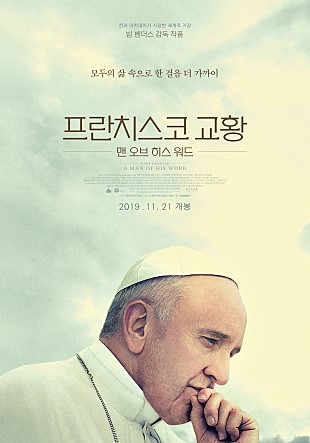 칸과 아카데미가 사랑한 세계적 거장
빔 벤더스 감독 작품
모두의 삶 속으로 한 걸음 더 가까이
프란치스코 교황
맨 오브 히스 워드
POPE FRANCIS
A MAN OF HIS WORD
2019. 11. 21 개봉